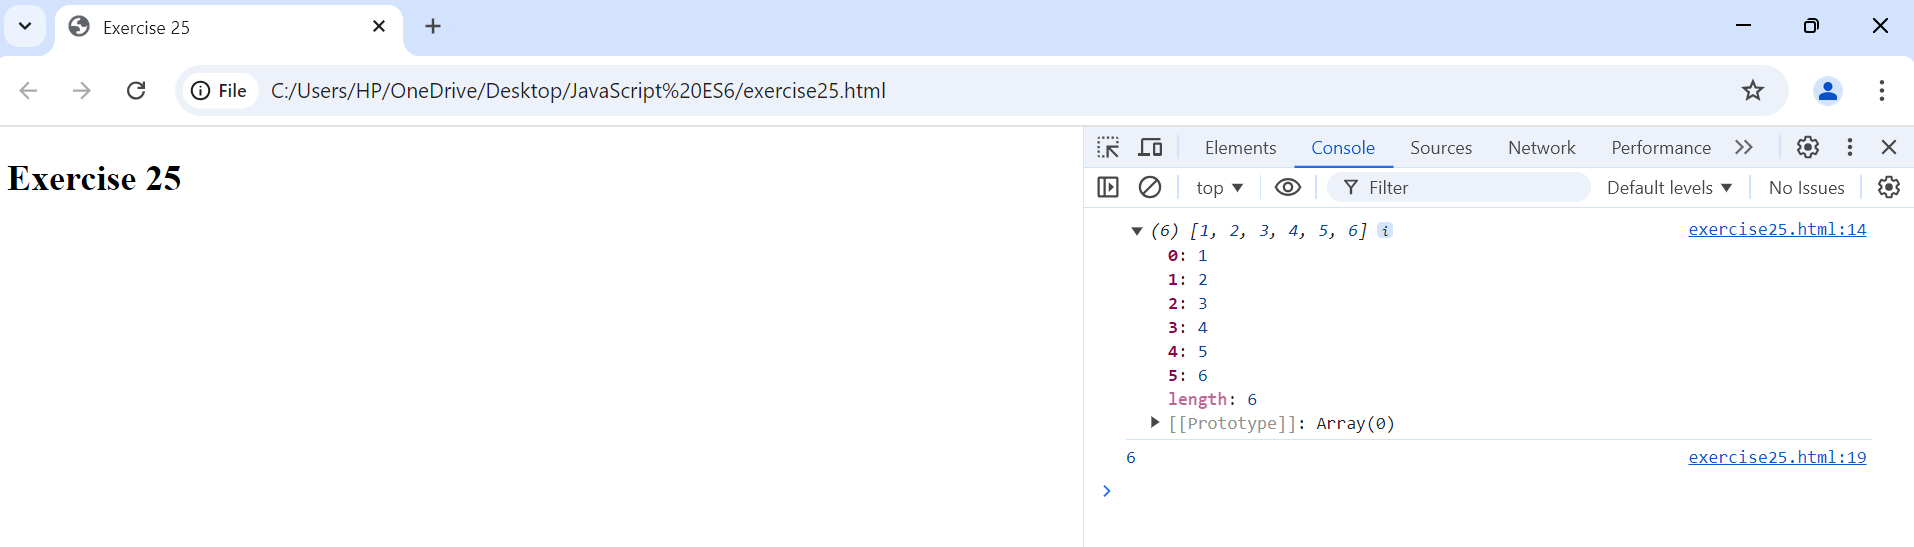 Exercise 25
File C:/Users/HP/OneDrive/Desktop/JavaScript%20ES6/exercise25.html
Exercise 25
Elements Console Sources Network Performance
top Filter Default levels No Issues
(6) [1, 2, 3, 4, 5, 6] i exercise25.html:14
0: 1
1: 2
2: 3
3: 4
4: 5
5: 6
length: 6
[[Prototype]]: Array(0)
6 exercise25.html:19